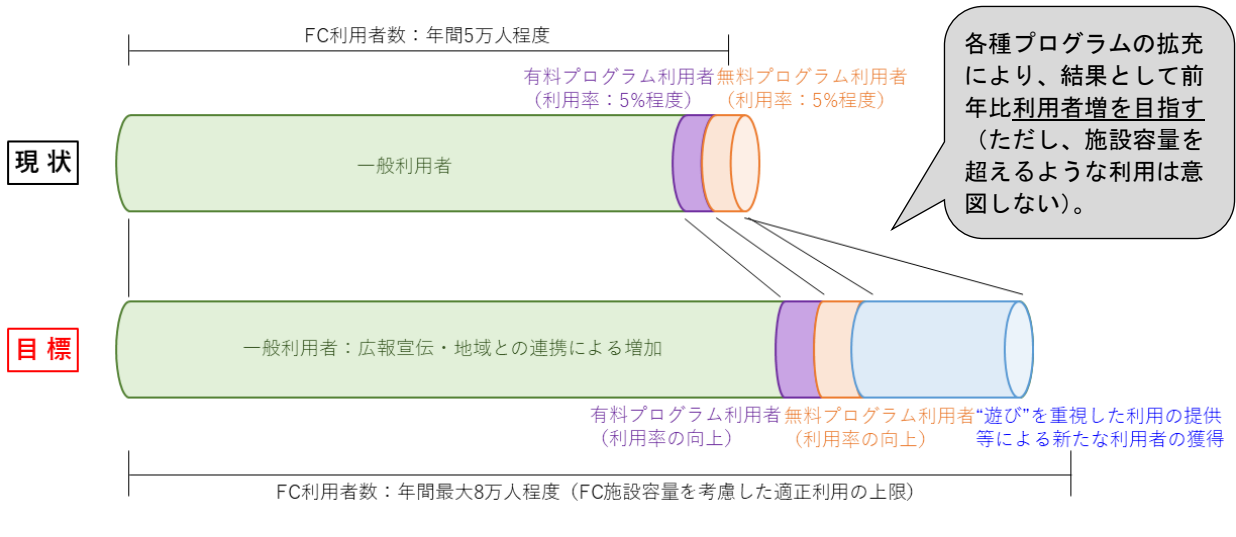 FC利用者数：年間5万人程度
有料プログラム利用者
（利用率：5%程度）
無料プログラム利用者
（利用率：5%程度）
各種プログラムの拡充
により、結果として前
年比利用者増を目指す
（ただし、施設容量を
超えるような利用は意
図しない）。
現 状
一般利用者
目 標
一般利用者：広報宣伝・地域との連携による増加
有料プログラム利用者
（利用率の向上）
無料プログラム利用者
（利用率の向上）
“遊び”を重視した利用の提供
等による新たな利用者の獲得
FC利用者数：年間最大8万人程度（FC施設容量を考慮した適正利用の上限）